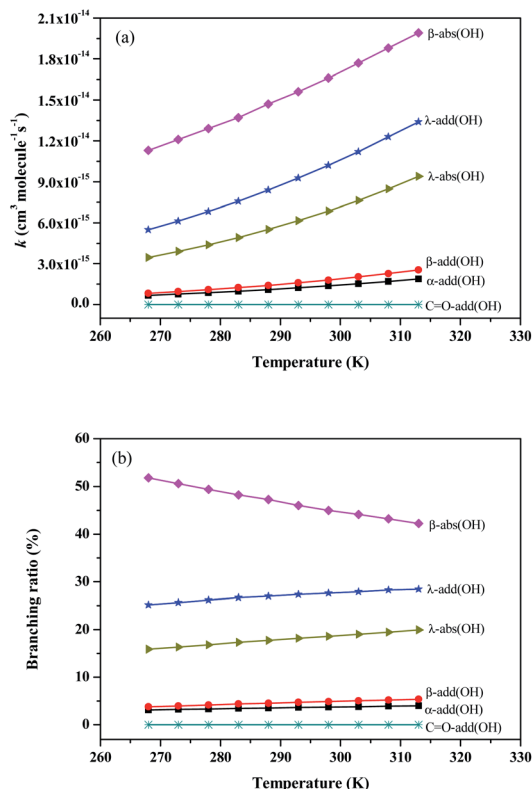 (a)
k (cm³ molecule⁻¹ s⁻¹)
2.1x10⁻¹⁴
1.8x10⁻¹⁴
1.5x10⁻¹⁴
1.2x10⁻¹⁴
9.0x10⁻¹⁵
6.0x10⁻¹⁵
3.0x10⁻¹⁵
0.0
β-abs(OH)
λ-add(OH)
λ-abs(OH)
β-add(OH)
α-add(OH)
C=O-add(OH)
260 270 280 290 300 310 320 330
Temperature (K)
(b)
Branching ratio (%)
60
50
40
30
20
10
0
β-abs(OH)
λ-add(OH)
λ-abs(OH)
β-add(OH)
α-add(OH)
C=O-add(OH)
260 270 280 290 300 310 320 330
Temperature (K)